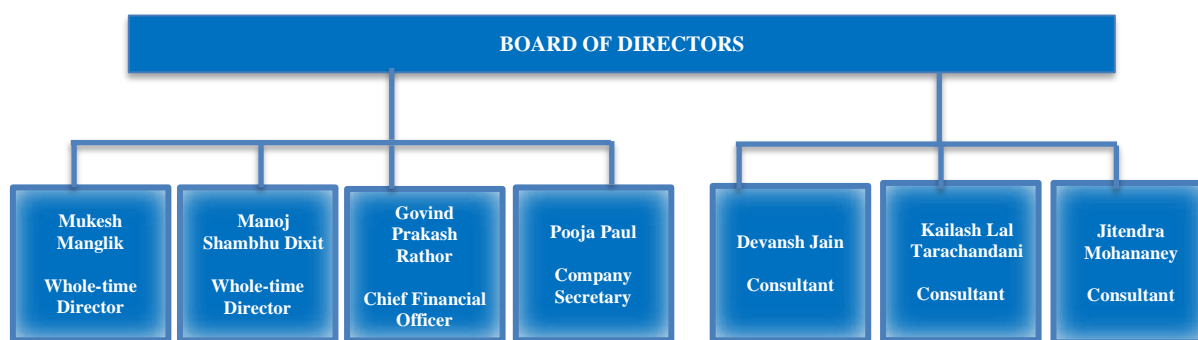 BOARD OF DIRECTORS
Mukesh
Manglik
Whole-time
Director
Manoj
Shambhu Dixit
Whole-time
Director
Govind
Prakash
Rathor
Chief Financial
Officer
Pooja Paul
Company
Secretary
Devansh Jain
Consultant
Kailash Lal
Tarachandani
Consultant
Jitendra
Mohananey
Consultant